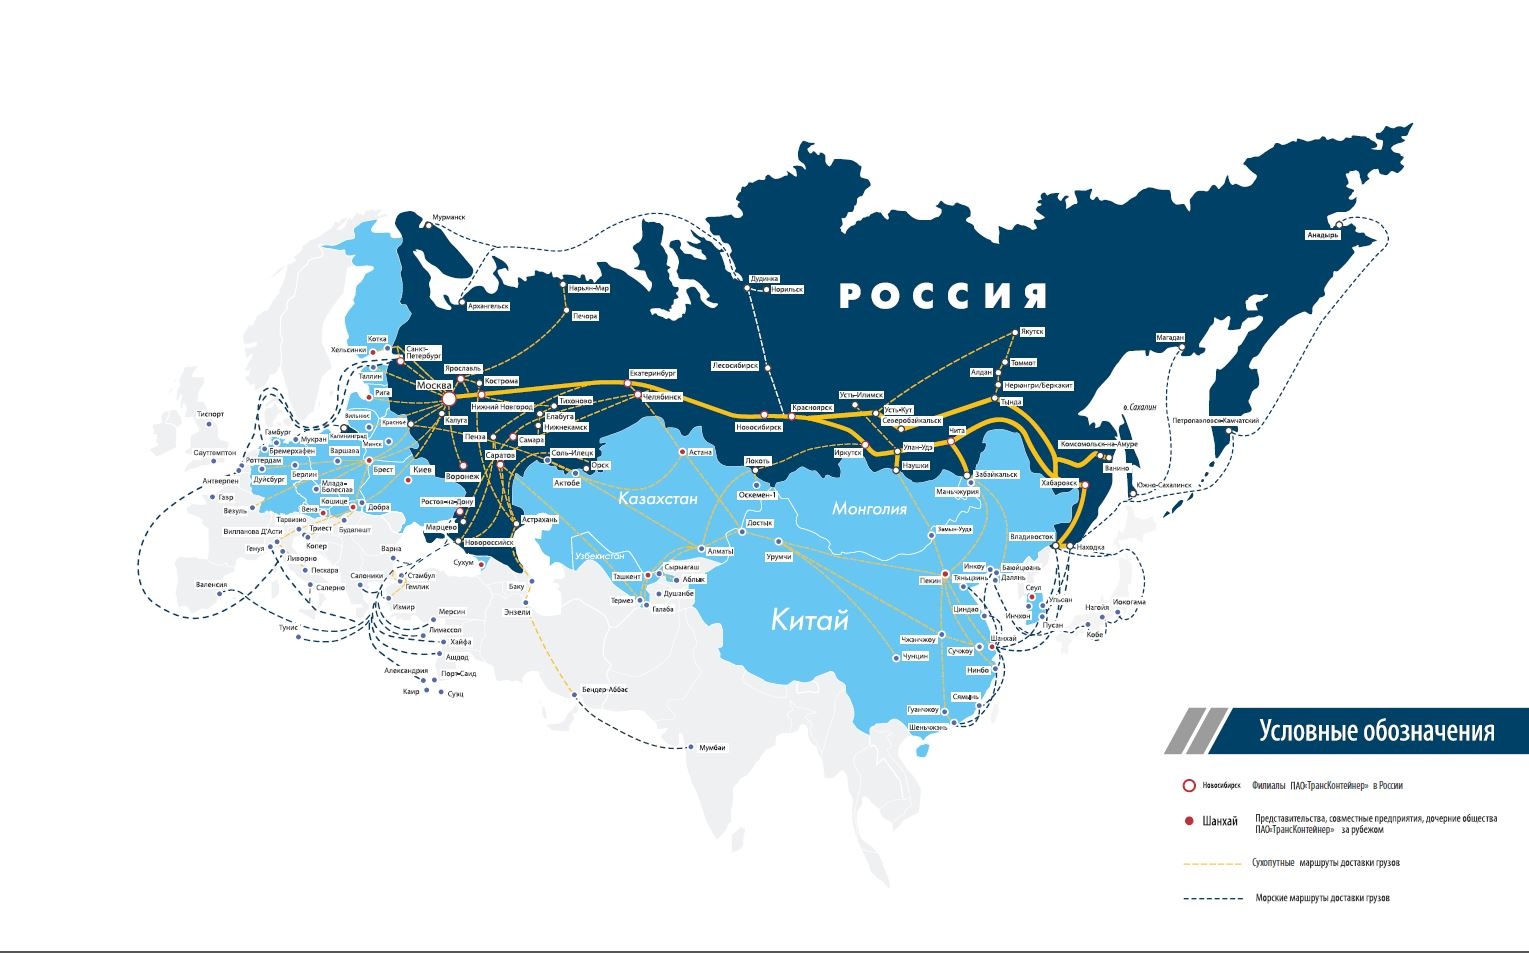 Мурманск
Анадырь
Дудинка
Норильск
Нарьян-Мар
РОССИЯ
Архангельск
Печора
Якутск
Котка
Магадан
Хельсинки
Санкт-
Петербург
Таллин
Ярославль
Лесосибирск
Томмот
Алдан
Екатеринбург
Москва
Кострома
Нерюнгри/Беркакит
Рига
Челябинск
Усть-Илимск
Тихоново
Тында
Нижний Новгород
Красноярск
Усть-Кут
о. Сахалин
Тиспорт
Вильнюс
Красное
Калуга
Елабуга
Северобайкальск
Петропавловск-Камчатский
Нижнекамск
Новосибирск
Гамбург
Мукран
Калининград
Минск
Пенза
Самара
Чита
Комсомольск-на-Амуре
Саутгемптон
Бремерхафен
Варшава
Саратов
Соль-Илецк
Астана
Иркутск
Улан-Удэ
Роттердам
Локоть
Наушки
Ванино
Берлин
Брест
Киев
Орск
Воронеж
Забайкальск
Антверпен
Дуйсбург
Актобе
Хабаровск
Южно-Сахалинск
Млада-
Болеслав
Оскемен-1
Маньчжурия
Гавр
Кошице
Ростов-на-Дону
Казахстан
Везуль
Вена
Добра
Монголия
Тарвизио
Астрахань
Достык
Вилланова Д'Асти
Триест
Будапешт
Марцево
Замын-Уудэ
Копер
Новороссийск
Владивосток
Генуя
Варна
Узбекистан
Алматы
Урумчи
Находка
Ливорно
Сухум
Сырыагаш
Инкоу
Баюйцюань
Пескара
Салоники
Стамбул
Ташкент
Аблык
Пекин
Тяньцзинь
Далянь
Валенсия
Салерно
Гемлик
Баку
Душанбе
Сеул
Измир
Термез
Галаба
Ульсан
Энзели
Циндао
Инчхон
Нагойя
Иокогама
Мерсин
Китай
Пусан
Тунис
Лимассол
Чжэнчжоу
Шанхай
Кобе
Хайфа
Сучжоу
Ашдод
Чунцин
Александрия
Порт-Саид
Нинбо
Каир
Суэц
Бендер-Аббас
Сямынь
Гуанчжоу
Шеньчжэнь
Мумбаи
Условные обозначения
Новосибирск Филиалы ПАО«ТрансКонтейнер» в России
Шанхай Представительства, совместные предприятия, дочерние общества
ПАО«ТрансКонтейнер» за рубежом
Сухопутные маршруты доставки грузов
Морские маршруты доставки грузов